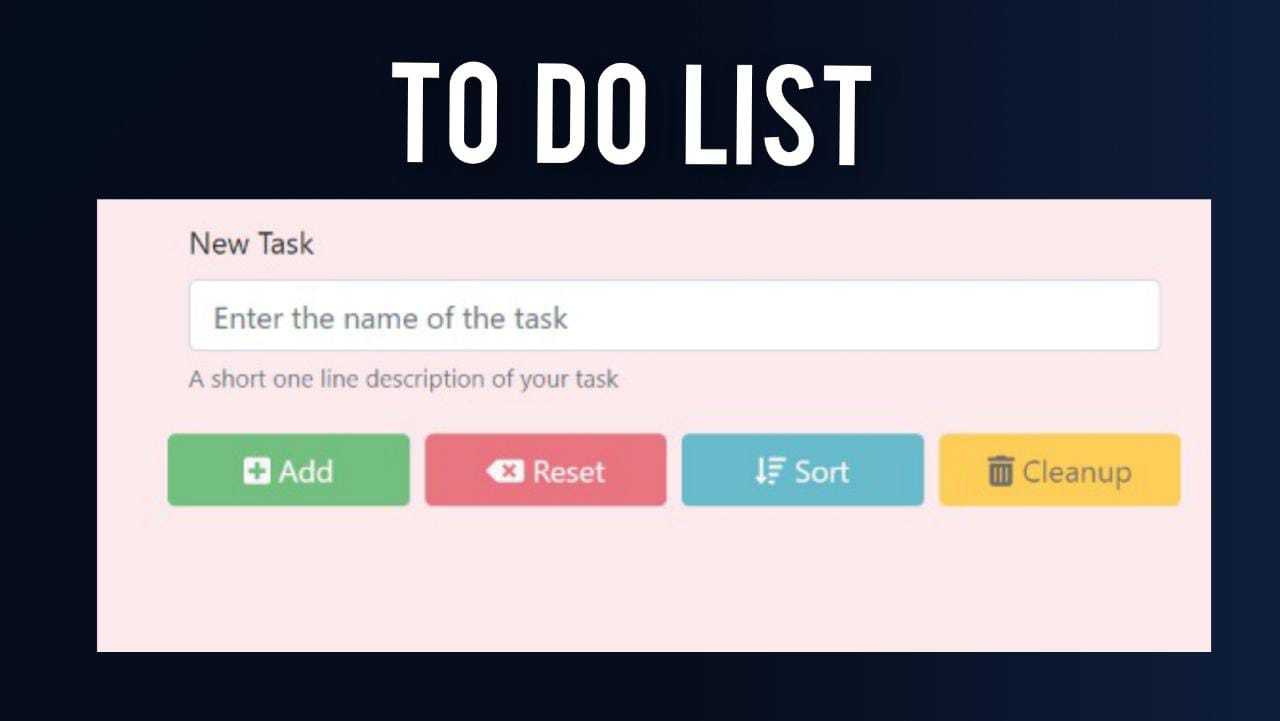 TO DO LIST
New Task
Enter the name of the task
A short one line description of your task
Add Reset Sort Cleanup